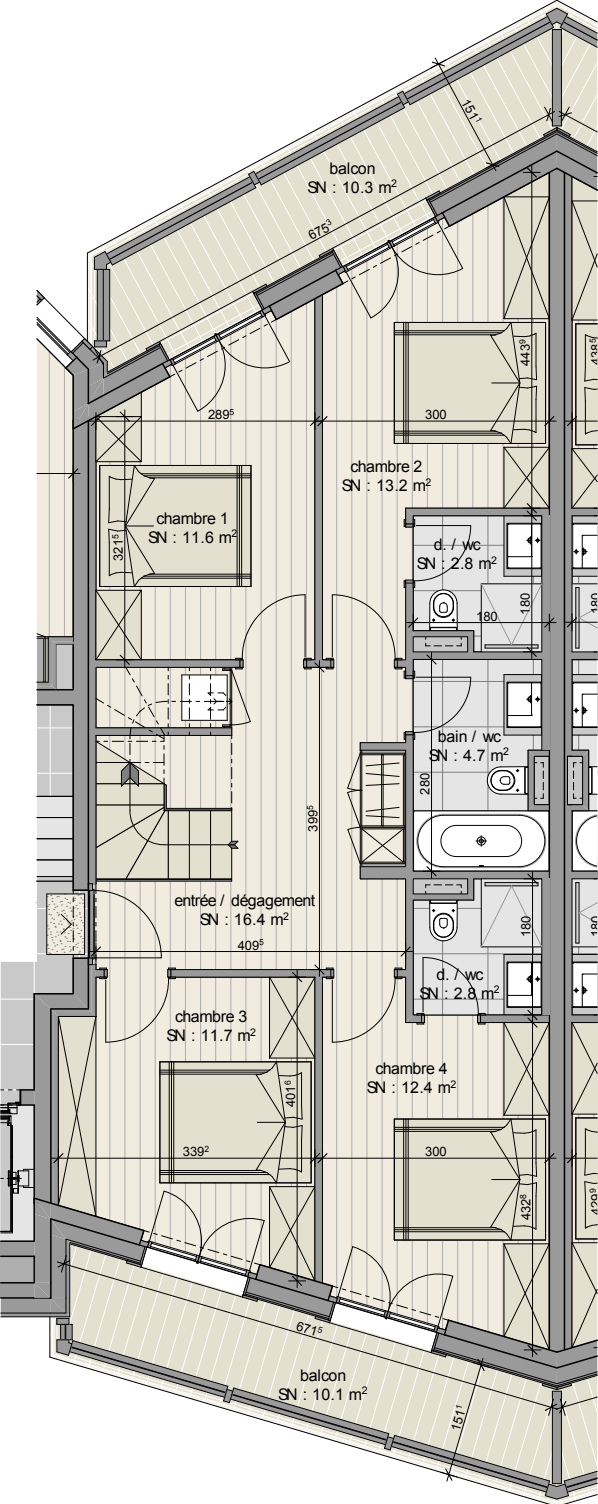 151¹
balcon
SN : 10.3 m²
675³
443⁹
438⁵
289⁵
300
chambre 2
SN : 13.2 m²
chambre 1
SN : 11.6 m²
321⁵
d. / wc
SN : 2.8 m²
180
180
180
bain / wc
SN : 4.7 m²
280
399⁵
entrée / dégagement
SN : 16.4 m²
409⁵
180
180
d. / wc
SN : 2.8 m²
chambre 3
SN : 11.7 m²
chambre 4
SN : 12.4 m²
401⁶
339²
300
432⁸
429⁹
671⁵
balcon
SN : 10.1 m²
151¹